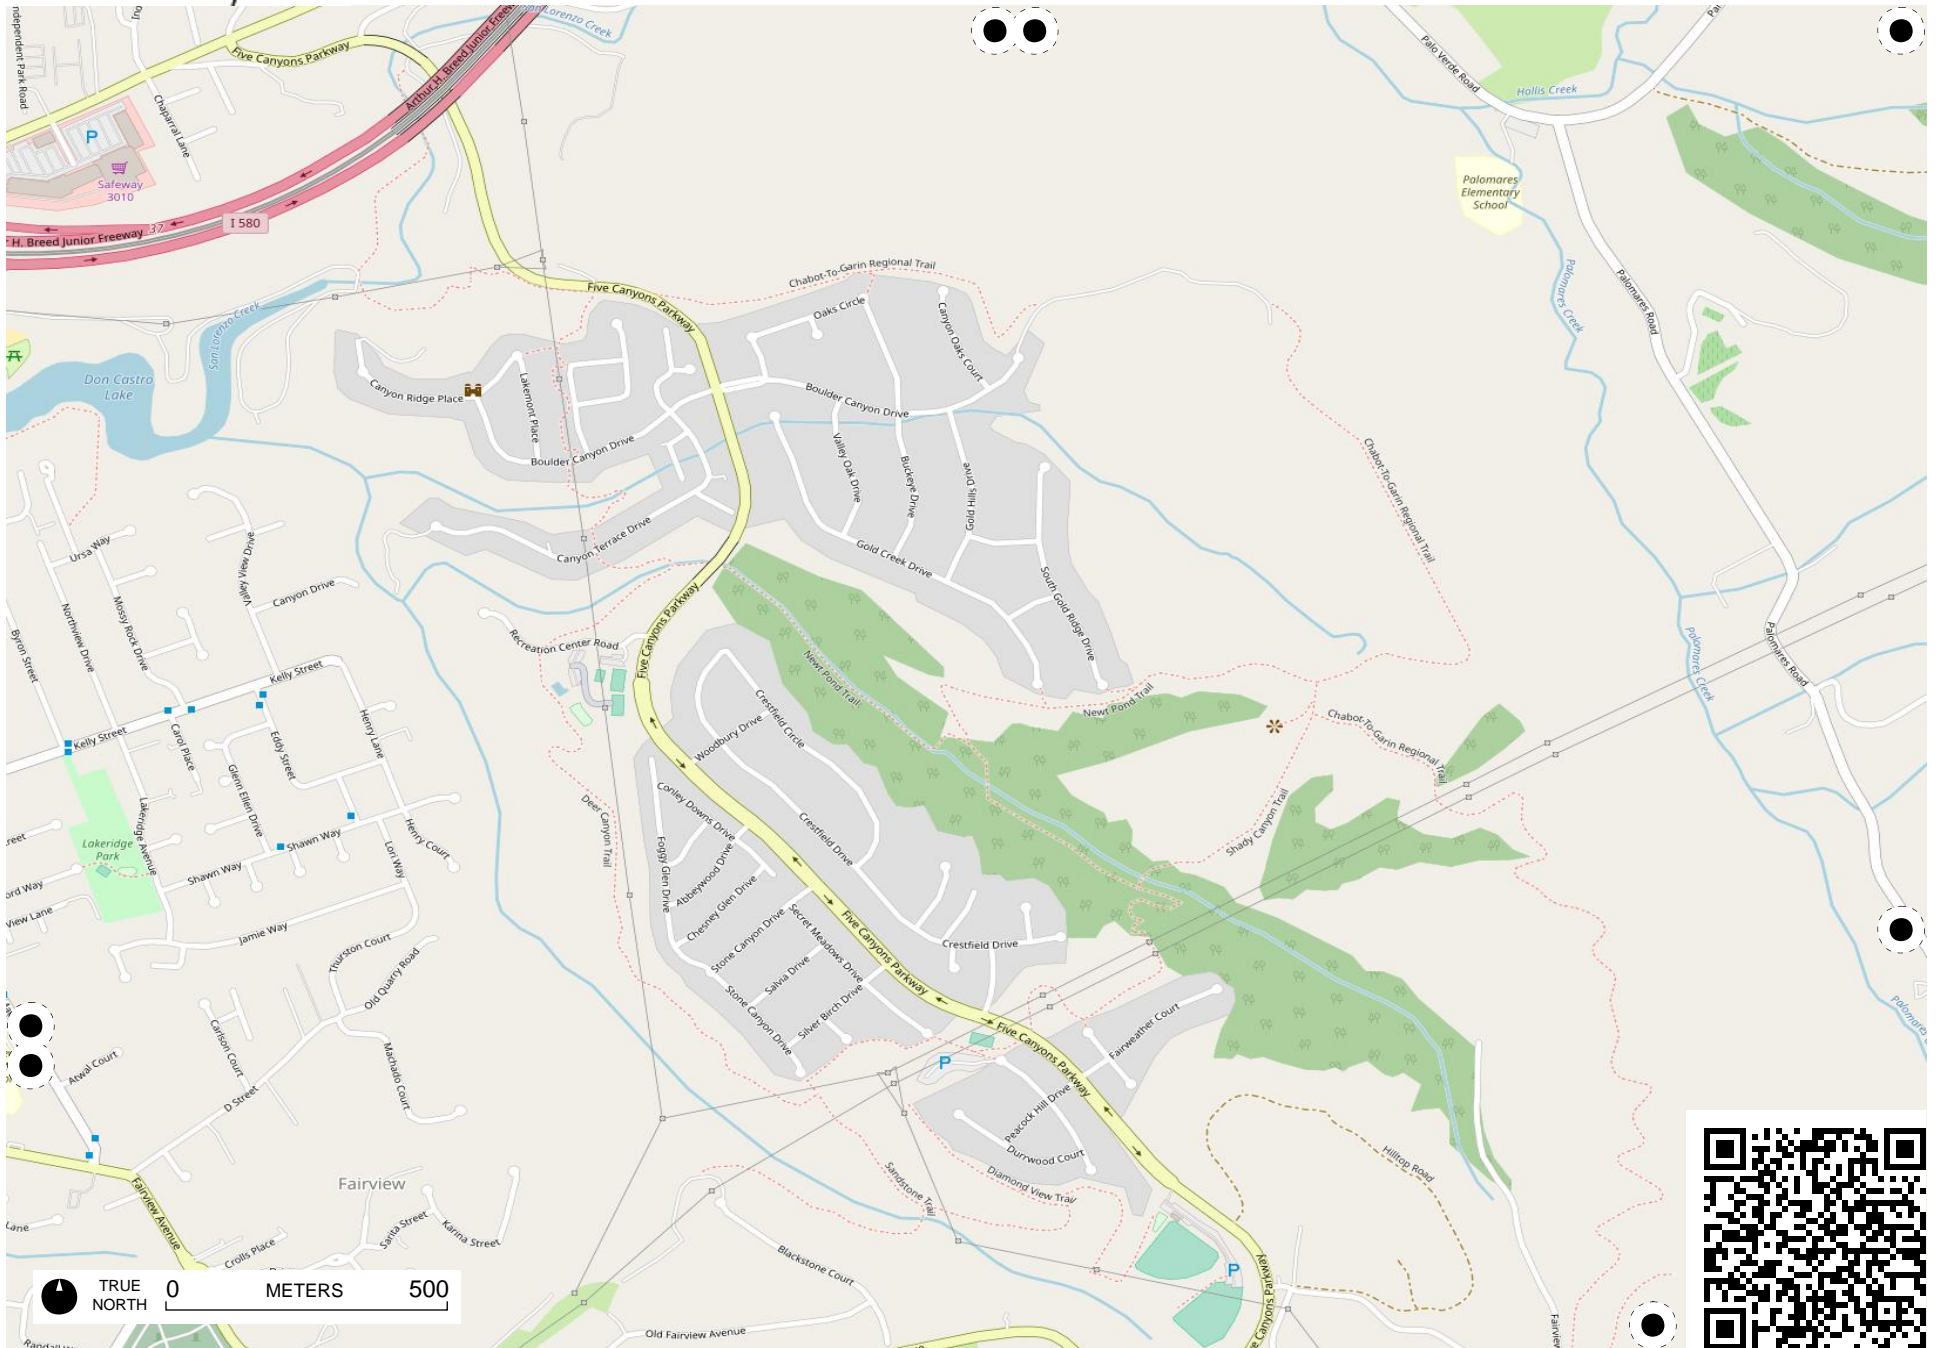 Five Canyons Parkway
Arthur H. Breed Junior Freeway
Palo Verde Road
Hollis Creek
Chaparral Lane
P
Safeway
3010
I 580
H. Breed Junior Freeway
37
Palomares
Elementary
School
Palomares Creek
Palomares Road
Chabot-To-Garin Regional Trail
Five Canyons Parkway
Oaks Circle
Canyon Oaks Court
San Lorenzo Creek
Don Castro
Lake
Canyon Ridge Place
Lakemont Place
Boulder Canyon Drive
Boulder Canyon Drive
Valley Oak Drive
Buckeye Drive
Gold Hills Drive
Chabot-To-Garin Regional Trail
Canyon Terrace Drive
Gold Creek Drive
South Gold Ridge Drive
Ursa Way
Valley View Drive
Canyon Drive
Mossy Rock Drive
Northview Drive
Byron Street
Kelly Street
Kelly Street
Recreation Center Road
Five Canyons Parkway
Newt Pond Trail
Newt Pond Trail
Palomares Creek
Palomares Road
Chabot-To-Garin Regional Trail
Crestfield Circle
Woodbury Drive
Henry Lane
Carol Place
Eddy Street
Glenn Ellen Drive
Lakeridge Avenue
Lakeridge
Park
Shawn Way
Shawn Way
Henry Court
Lori Way
Deer Canyon Trail
Conley Downs Drive
Foggy Glen Drive
Abbeywood Drive
Chesney Glen Drive
Crestfield Drive
Shady Canyon Trail
Stone Canyon Drive
Secret Meadows Drive
Five Canyons Parkway
Crestfield Drive
Salvia Drive
Silver Birch Drive
Stone Canyon Drive
View Lane
Jamie Way
Thurston Court
Old Quarry Road
Carlson Court
Atwal Court
Machado Court
D Street
P
Five Canyons Parkway
Fairweather Court
Peacock Hill Drive
Durrwood Court
Diamond View Trail
Sandstone Trail
Hilltop Road
Fairview
Fairview Avenue
Sarita Street
Karina Street
Crolls Place
Blackstone Court
P
Old Fairview Avenue
TRUE
NORTH
0 METERS 500